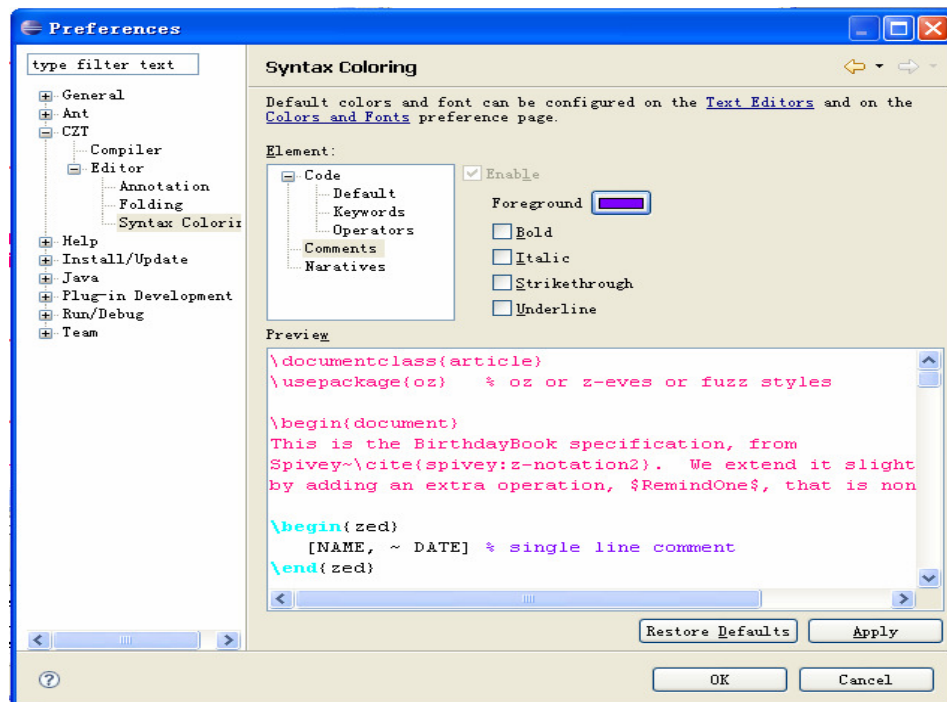 Preferences
type filter text
General
Ant
CZT
Compiler
Editor
Annotation
Folding
Syntax Colorin
Help
Install/Update
Java
Plug-in Development
Run/Debug
Team
Syntax Coloring
Default colors and font can be configured on the Text Editors and on the
Colors and Fonts preference page.
Element:
Code
Default
Keywords
Operators
Comments
Naratives
Enable
Foreground
Bold
Italic
Strikethrough
Underline
Preview
\documentclass{article}
\usepackage{oz}   % oz or z-eves or fuzz styles
\begin{document}
This is the BirthdayBook specification, from
Spivey~\cite{spivey:z-notation2}.  We extend it slight
by adding an extra operation, $RemindOne$, that is non
\begin{zed}
[NAME, ~ DATE] % single line comment
\end{zed}
Restore Defaults
Apply
OK
Cancel